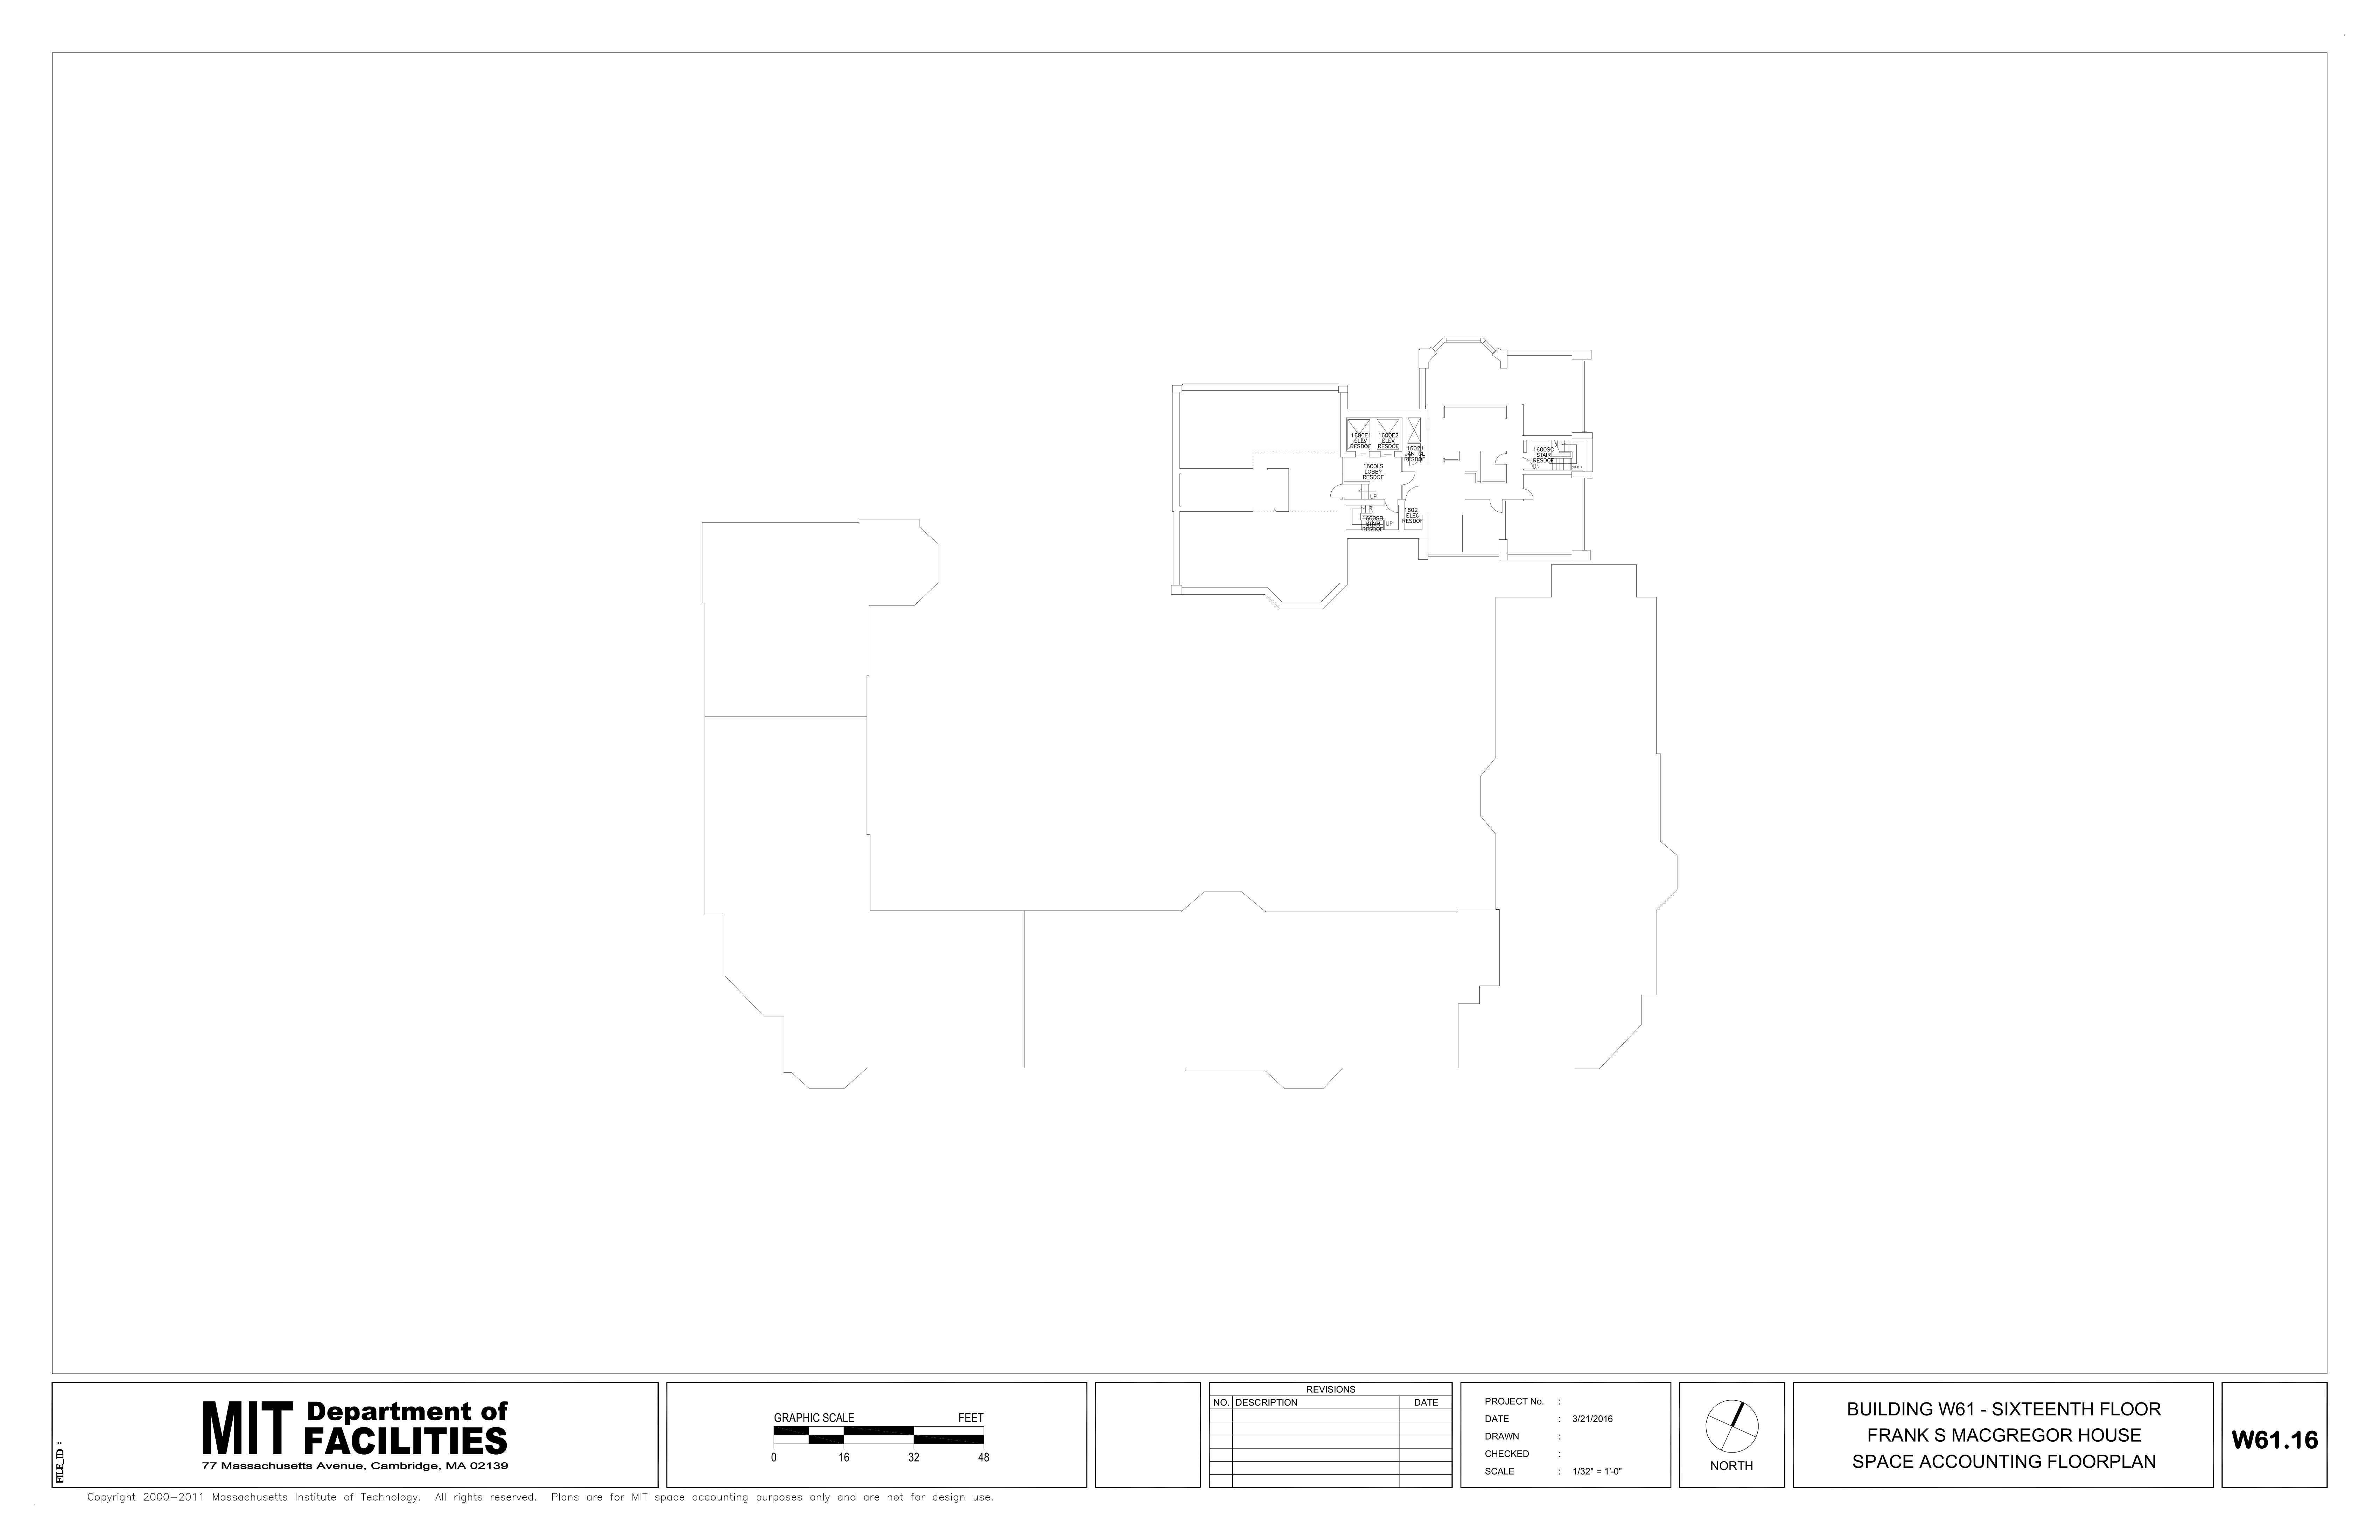 1600E1
ELEV
RESDOF
1600E2
ELEV
RESDOF
1602J
JAN CL
RESDOF
1600LS
LOBBY
RESDOF
UP
1600SC
STAIR
RESDOF
DN
1600SB
STAIR
RESDOF
UP
1602
ELEC
RESDOF
FILE_ID :
MIT Department of
FACILITIES
77 Massachusetts Avenue, Cambridge, MA 02139
GRAPHIC SCALE FEET
0 16 32 48
REVISIONS
NO. DESCRIPTION DATE
PROJECT No. :
DATE : 3/21/2016
DRAWN :
CHECKED :
SCALE : 1/32" = 1'-0"
NORTH
BUILDING W61 - SIXTEENTH FLOOR
FRANK S MACGREGOR HOUSE
SPACE ACCOUNTING FLOORPLAN
W61.16
Copyright 2000-2011 Massachusetts Institute of Technology. All rights reserved. Plans are for MIT space accounting purposes only and are not for design use.